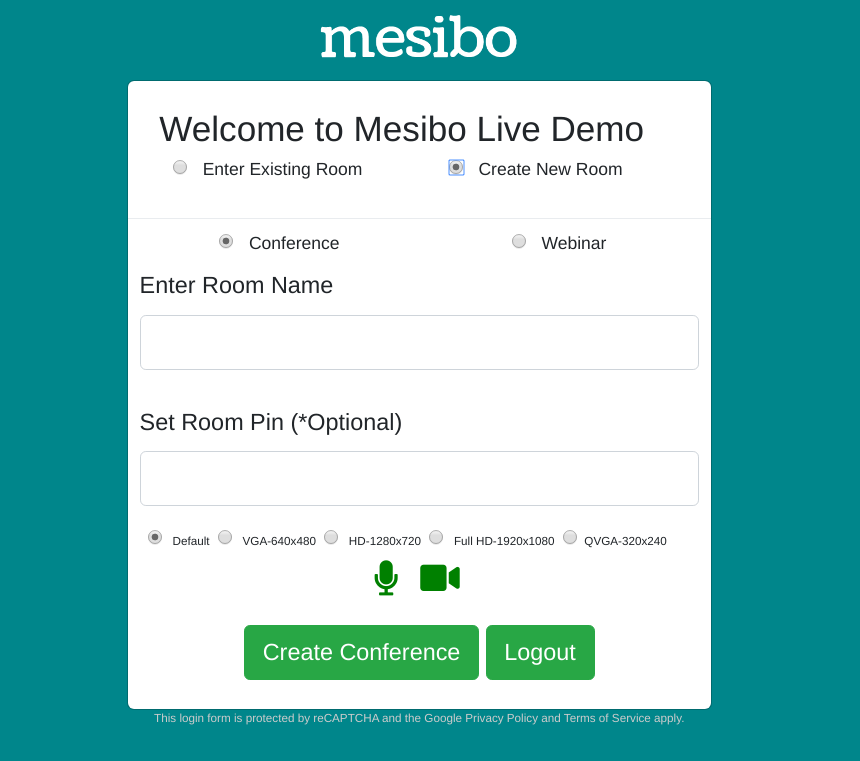 mesibo
Welcome to Mesibo Live Demo
Enter Existing Room Create New Room
Conference Webinar
Enter Room Name
Set Room Pin (*Optional)
Default VGA-640x480 HD-1280x720 Full HD-1920x1080 QVGA-320x240
Create Conference Logout
This login form is protected by reCAPTCHA and the Google Privacy Policy and Terms of Service apply.